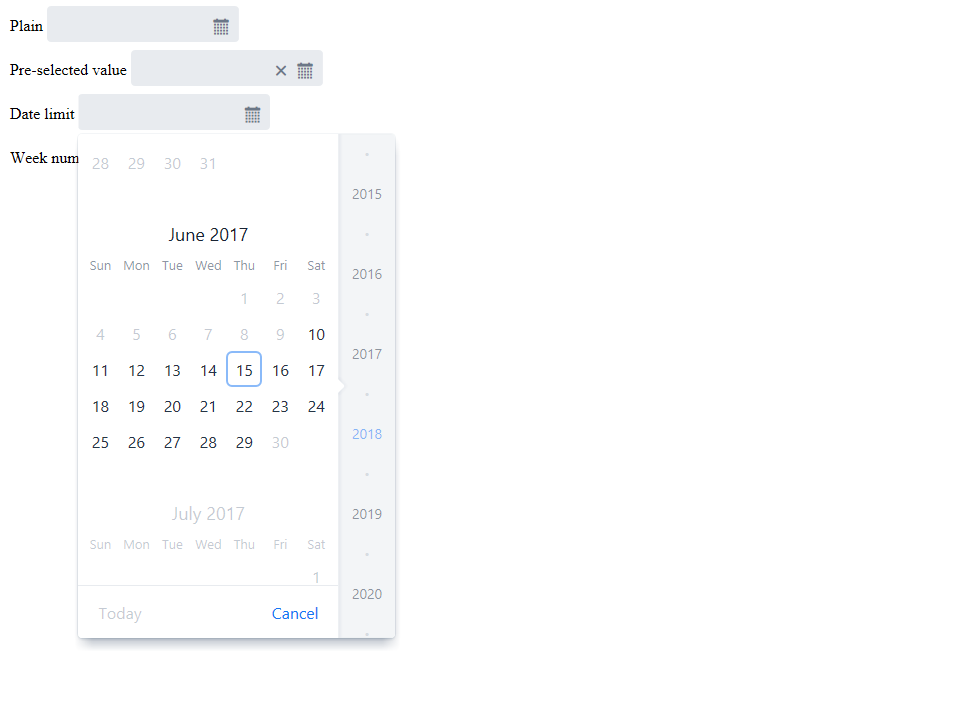 Plain
Pre-selected value
Date limit
Week num
28 29 30 31
June 2017
Sun Mon Tue Wed Thu Fri Sat
1 2 3
4 5 6 7 8 9 10
11 12 13 14 15 16 17
18 19 20 21 22 23 24
25 26 27 28 29 30
July 2017
Sun Mon Tue Wed Thu Fri Sat
1
Today Cancel
2015
2016
2017
2018
2019
2020